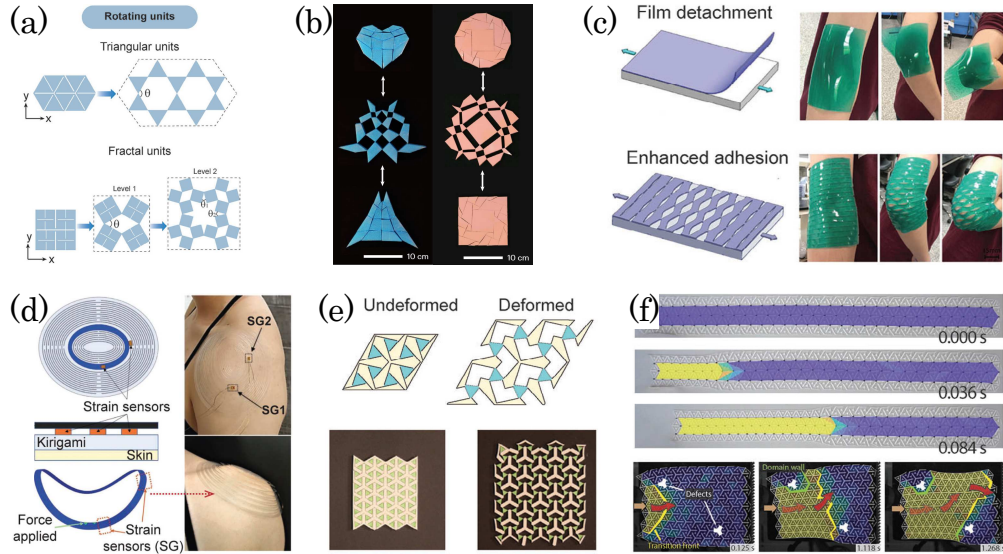 (a)
Rotating units
Triangular units
y
x
θ
Fractal units
Level 1
Level 2
θ
θ₁
θ₂
y
x
(b)
10 cm
10 cm
(c)
Film detachment
Enhanced adhesion
(d)
SG2
SG1
Strain sensors
Kirigami
Skin
Force
applied
Strain
sensors (SG)
(e)
Undeformed
Deformed
(f)
0.000 s
0.036 s
0.084 s
Domain wall
Defects
Transition front
0.125 s
1.118 s
1.268 s